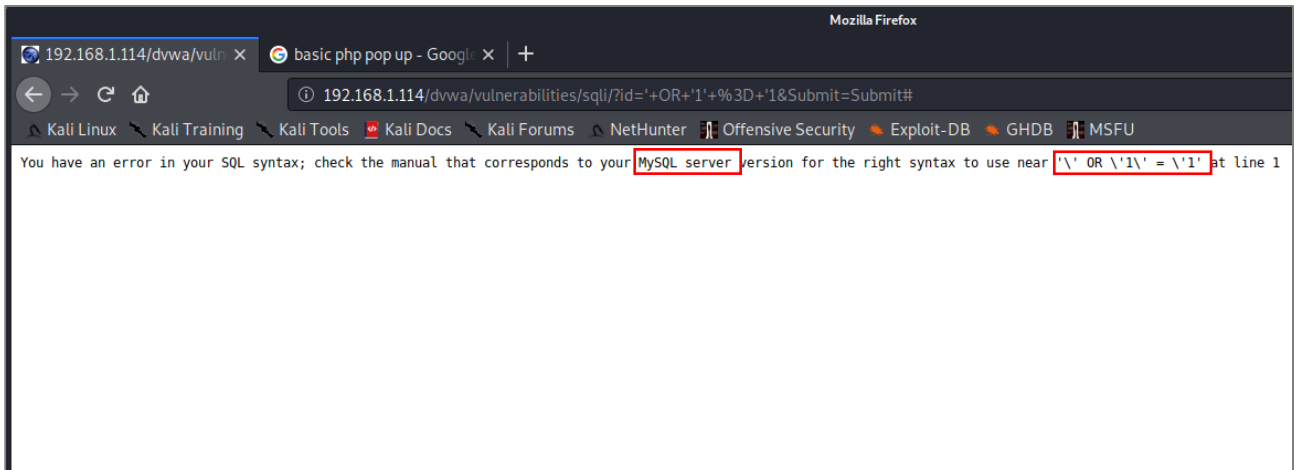 Mozilla Firefox
192.168.1.114/dvwa/vuln
basic php pop up - Google
192.168.1.114/dvwa/vulnerabilities/sqli/?id='+OR+'1'+%3D+'1&Submit=Submit#
Kali Linux Kali Training Kali Tools Kali Docs Kali Forums NetHunter Offensive Security Exploit-DB GHDB MSFU
You have an error in your SQL syntax; check the manual that corresponds to your MySQL server version for the right syntax to use near '\' OR \'1\' = \'1' at line 1